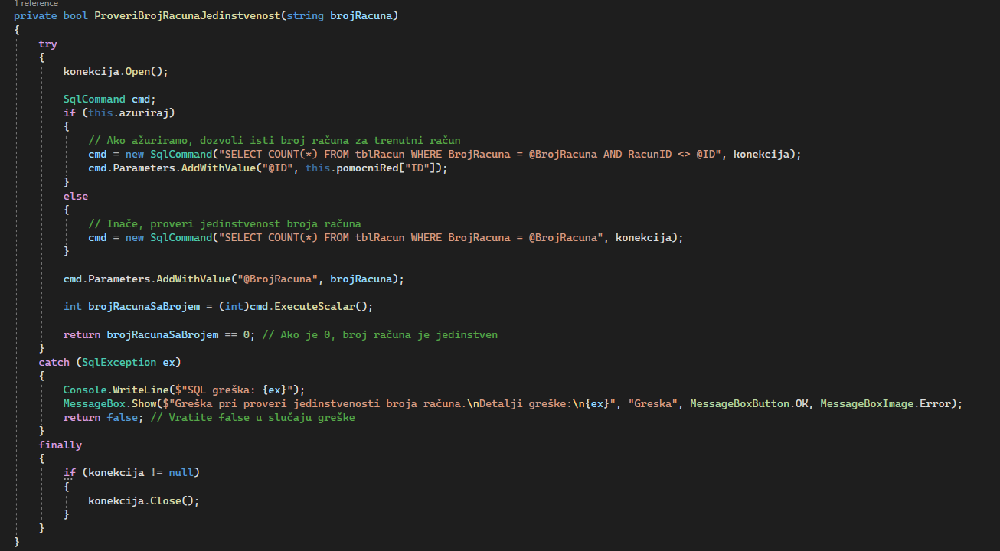 1 reference
private bool ProveriBrojRacunaJedinstvenost(string brojRacuna)
{
    try
    {
        konekcija.Open();

        SqlCommand cmd;
        if (this.azuriraj)
        {
            // Ako ažuriramo, dozvoli isti broj računa za trenutni račun
            cmd = new SqlCommand("SELECT COUNT(*) FROM tblRacun WHERE BrojRacuna = @BrojRacuna AND RacunID <> @ID", konekcija);
            cmd.Parameters.AddWithValue("@ID", this.pomocniRed["ID"]);
        }
        else
        {
            // Inače, proveri jedinstvenost broja računa
            cmd = new SqlCommand("SELECT COUNT(*) FROM tblRacun WHERE BrojRacuna = @BrojRacuna", konekcija);
        }

        cmd.Parameters.AddWithValue("@BrojRacuna", brojRacuna);

        int brojRacunaSaBrojem = (int)cmd.ExecuteScalar();

        return brojRacunaSaBrojem == 0; // Ako je 0, broj računa je jedinstven
    }
    catch (SqlException ex)
    {
        Console.WriteLine($"SQL greška: {ex}");
        MessageBox.Show($"Greška pri proveri jedinstvenosti broja računa.\nDetalji greške:\n{ex}", "Greska", MessageBoxButton.OK, MessageBoxImage.Error);
        return false; // Vratite false u slučaju greške
    }
    finally
    {
        if (konekcija != null)
        {
            konekcija.Close();
        }
    }
}